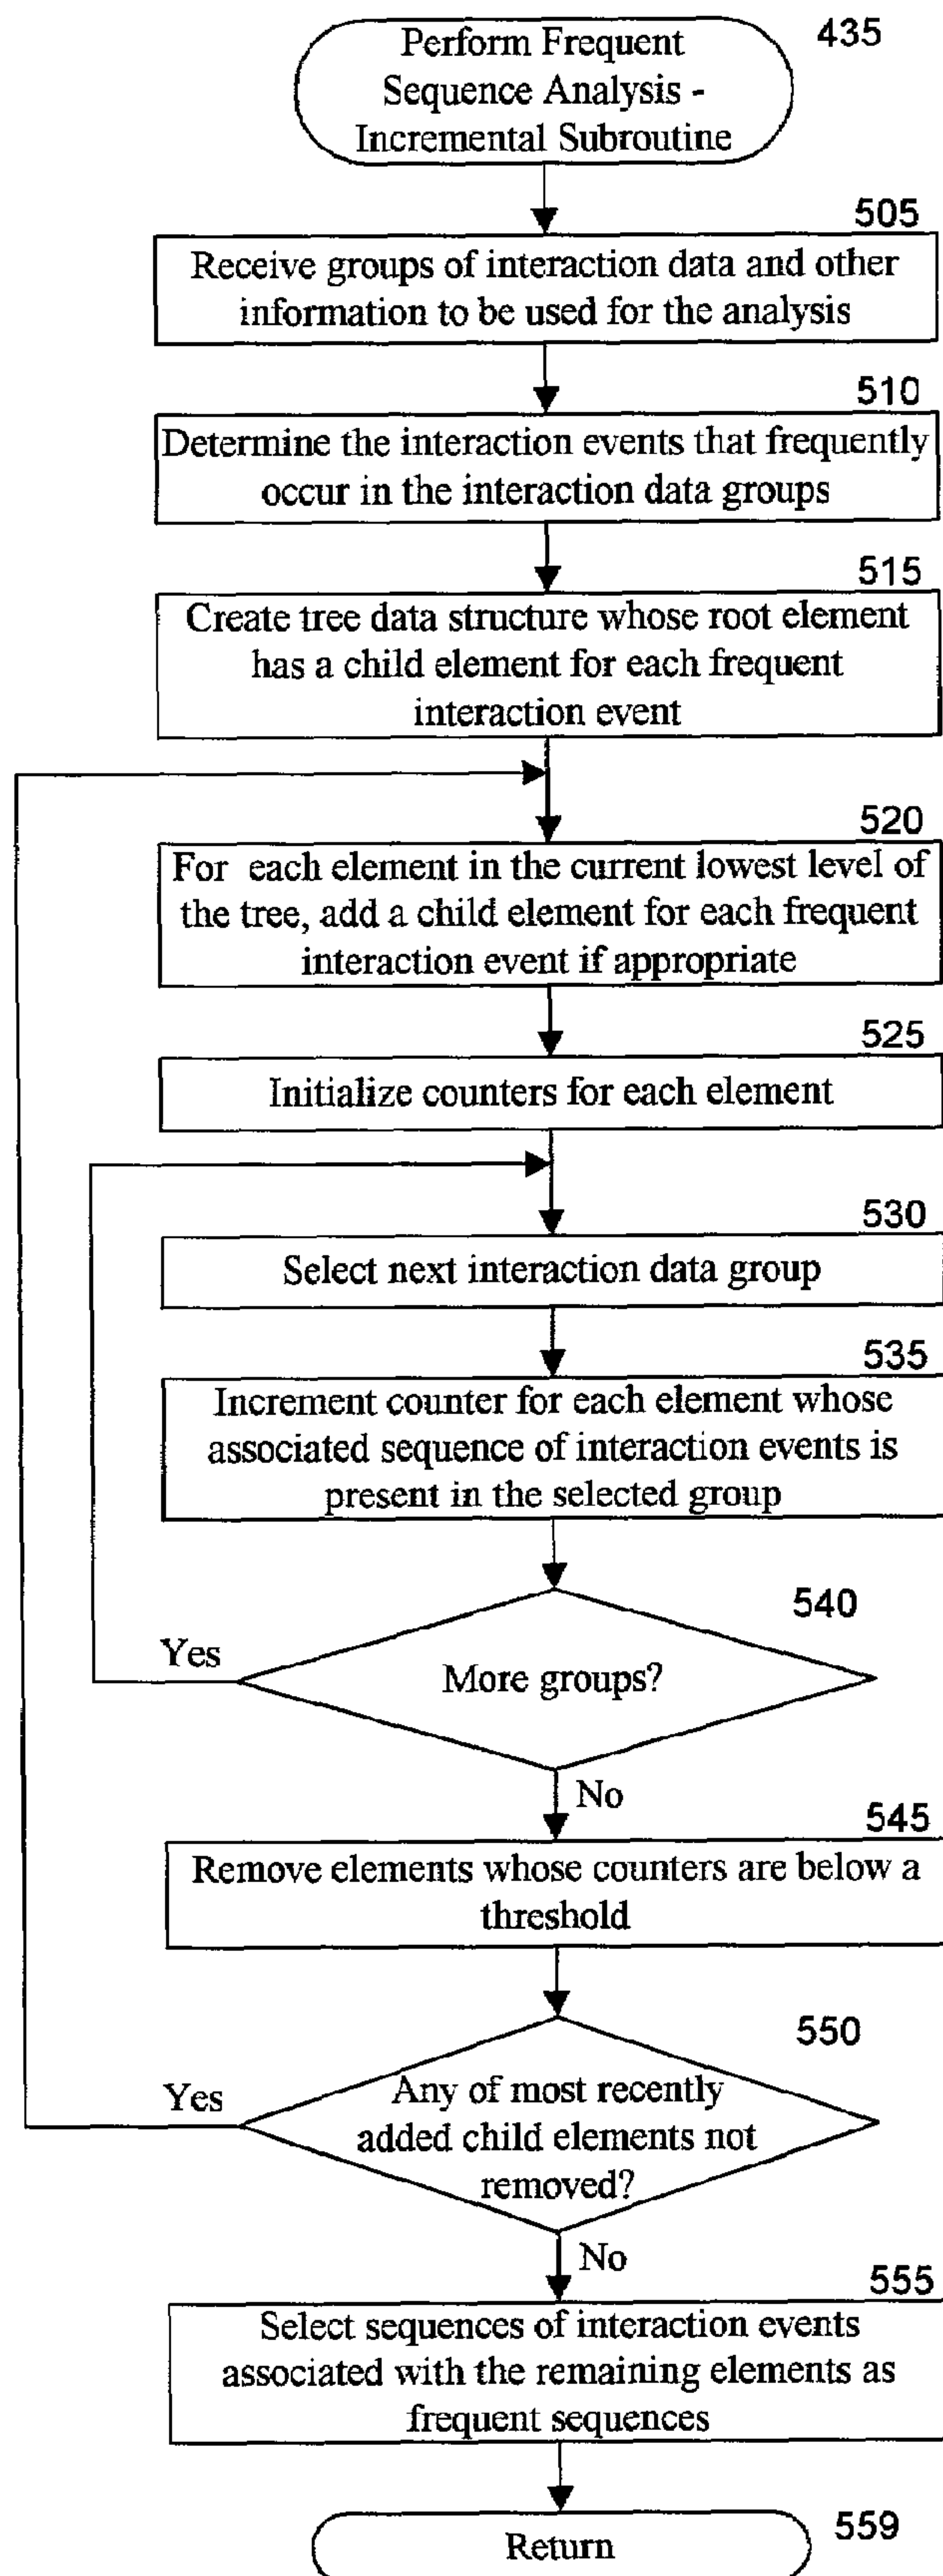 435
Perform Frequent
Sequence Analysis -
Incremental Subroutine
505
Receive groups of interaction data and other
information to be used for the analysis
510
Determine the interaction events that frequently
occur in the interaction data groups
515
Create tree data structure whose root element
has a child element for each frequent
interaction event
520
For each element in the current lowest level of
the tree, add a child element for each frequent
interaction event if appropriate
525
Initialize counters for each element
530
Select next interaction data group
535
Increment counter for each element whose
associated sequence of interaction events is
present in the selected group
540
More groups?
Yes
No
545
Remove elements whose counters are below a
threshold
550
Any of most recently
added child elements not
removed?
Yes
No
555
Select sequences of interaction events
associated with the remaining elements as
frequent sequences
559
Return